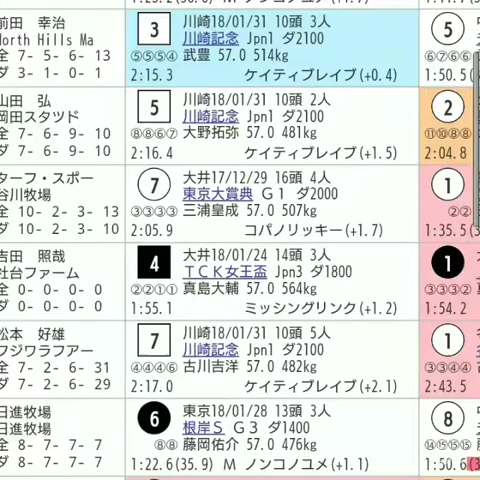 前田 幸治
North Hills Ma
全 7- 5- 6- 13
ダ 3- 1- 0- 1
3
川崎18/01/31 10頭 3人
川崎記念 Jpn1 ダ2100
⑤⑤⑤④ 武豊 57.0 514kg
2:15.3 ケイティブレイブ(+0.4)
⑥⑦⑥⑥
1:50.5
山田 弘
岡田スタツド
全 7- 6- 9- 10
ダ 7- 6- 9- 10
5
川崎18/01/31 10頭 2人
川崎記念 Jpn1 ダ2100
⑧⑧⑥⑦ 大野拓弥 57.0 481kg
2:16.4 ケイティブレイブ(+1.5)
2
⑪⑩⑧⑧
2:04.8
ターフ・スポー
谷川牧場
全 10- 2- 3- 13
ダ 10- 2- 3- 10
7
大井17/12/29 16頭 4人
東京大賞典 G1 ダ2000
③③③③ 三浦皇成 57.0 507kg
2:05.9 コパノリッキー(+1.7)
1
②②
1:35.5
吉田 照哉
社台ファーム
全 0- 0- 0- 0
ダ 0- 0- 0- 0
4
大井18/01/24 14頭 3人
TCK女王盃 Jpn3 ダ1800
②②①① 真島大輔 57.0 564kg
1:55.1 ミッシングリンク(+1.2)
1
③③③②
1:54.2
松本 好雄
フジワラフアー
全 7- 2- 6- 31
ダ 7- 2- 6- 29
7
川崎18/01/31 10頭 5人
川崎記念 Jpn1 ダ2100
④④④⑥ 古川吉洋 57.0 482kg
2:17.0 ケイティブレイブ(+2.1)
1
③③④④
2:43.5
日進牧場
日進牧場
全 8- 7- 7- 7
ダ 8- 7- 7- 7
6
東京18/01/28 13頭 3人
根岸S G3 ダ1400
⑧⑧ 藤岡佑介 57.0 476kg
1:22.6(35.9) M ノンコノユメ(+1.1)
8
⑭⑮⑮⑮
1:50.6